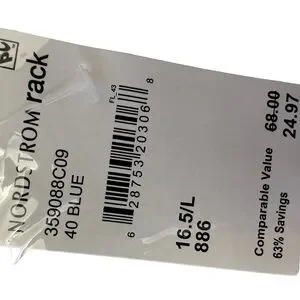 NORDSTROM rack
359088C09
40 BLUE
FL_43
6 28753 20306 8
16.5/L
886
Comparable Value 68.00
63% Savings 24.97